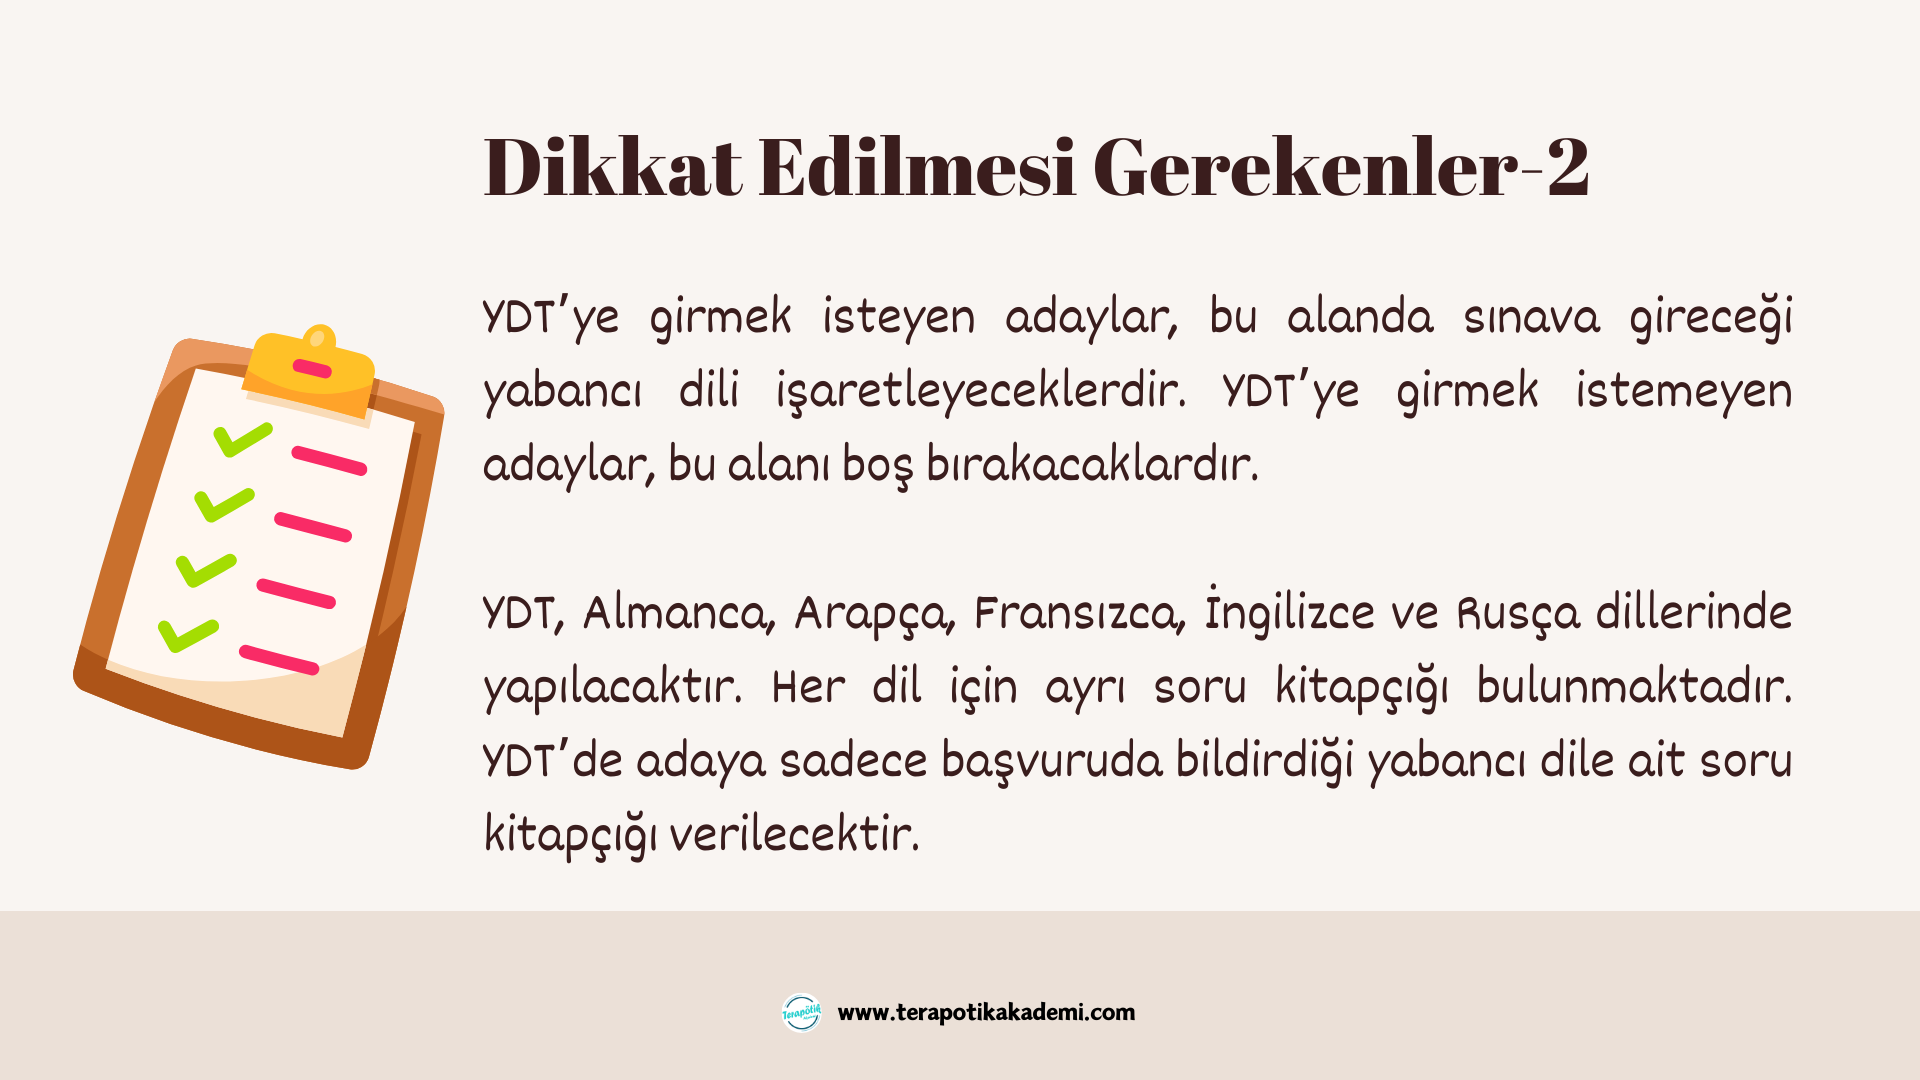 Dikkat Edilmesi Gerekenler-2
YDT'ye girmek isteyen adaylar, bu alanda sınava gireceği
yabancı dili işaretleyeceklerdir. YDT'ye girmek istemeyen
adaylar, bu alanı boş bırakacaklardır.
YDT, Almanca, Arapça, Fransızca, İngilizce ve Rusça dillerinde
yapılacaktır. Her dil için ayrı soru kitapçığı bulunmaktadır.
YDT'de adaya sadece başvuruda bildirdiği yabancı dile ait soru
kitapçığı verilecektir.
Terapötik
www.terapotikakademi.com